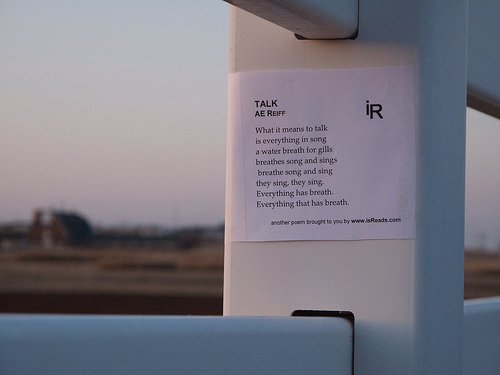 TALK
iR
AE REIFF
What it means to talk
is everything in song
a water breath for gills
breathes song and sings
breathe song and sing
they sing, they sing.
Everything has breath.
Everything that has breath.
another poem brought to you by www.isReads.com